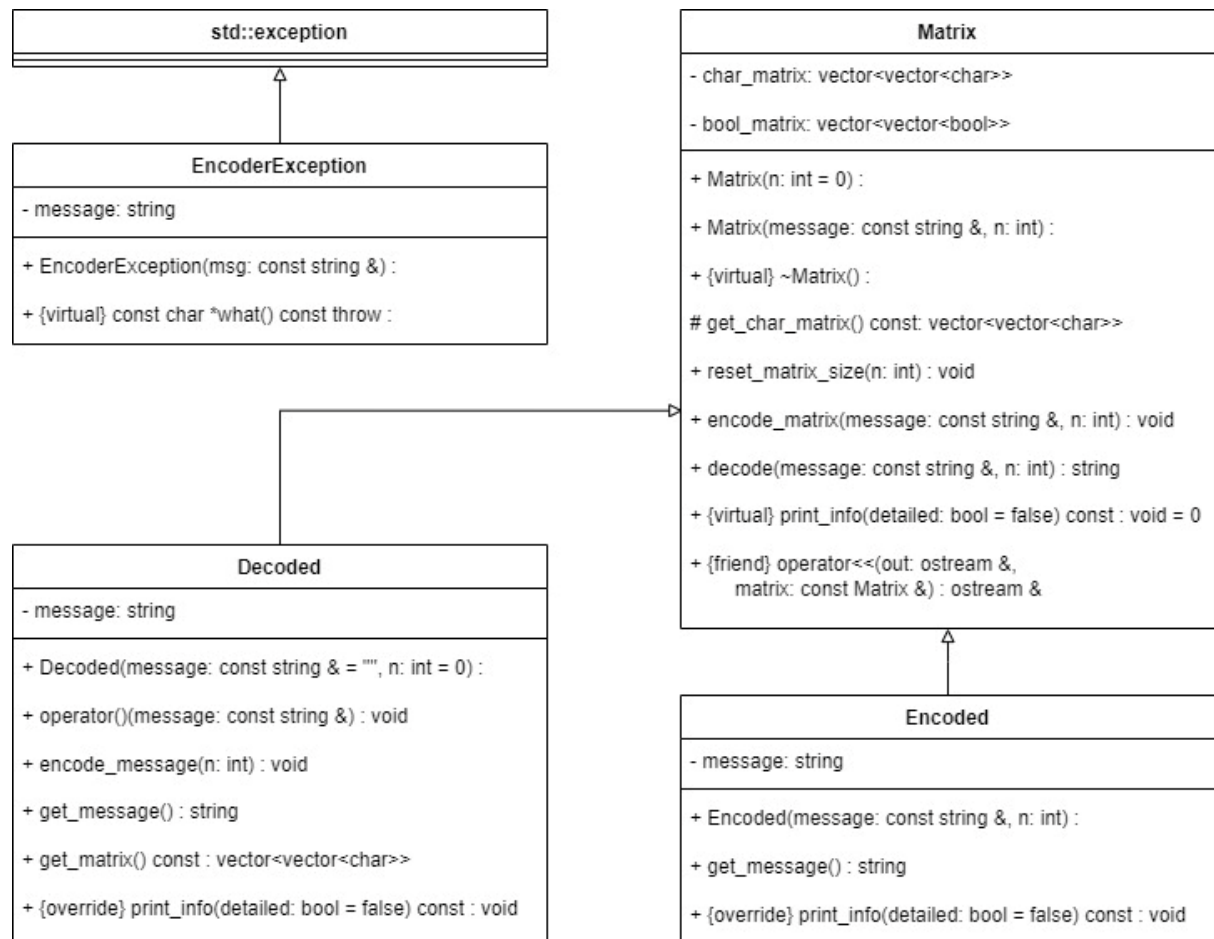 std::exception
EncoderException
- message: string
+ EncoderException(msg: const string &) :
+ {virtual} const char *what() const throw :
Matrix
- char_matrix: vector<vector<char>>
- bool_matrix: vector<vector<bool>>
+ Matrix(n: int = 0) :
+ Matrix(message: const string &, n: int) :
+ {virtual} ~Matrix() :
# get_char_matrix() const: vector<vector<char>>
+ reset_matrix_size(n: int) : void
+ encode_matrix(message: const string &, n: int) : void
+ decode(message: const string &, n: int) : string
+ {virtual} print_info(detailed: bool = false) const : void = 0
+ {friend} operator<<(out: ostream &,
matrix: const Matrix &) : ostream &
Decoded
- message: string
+ Decoded(message: const string & = "", n: int = 0) :
+ operator()(message: const string &) : void
+ encode_message(n: int) : void
+ get_message() : string
+ get_matrix() const : vector<vector<char>>
+ {override} print_info(detailed: bool = false) const : void
Encoded
- message: string
+ Encoded(message: const string &, n: int) :
+ get_message() : string
+ {override} print_info(detailed: bool = false) const : void